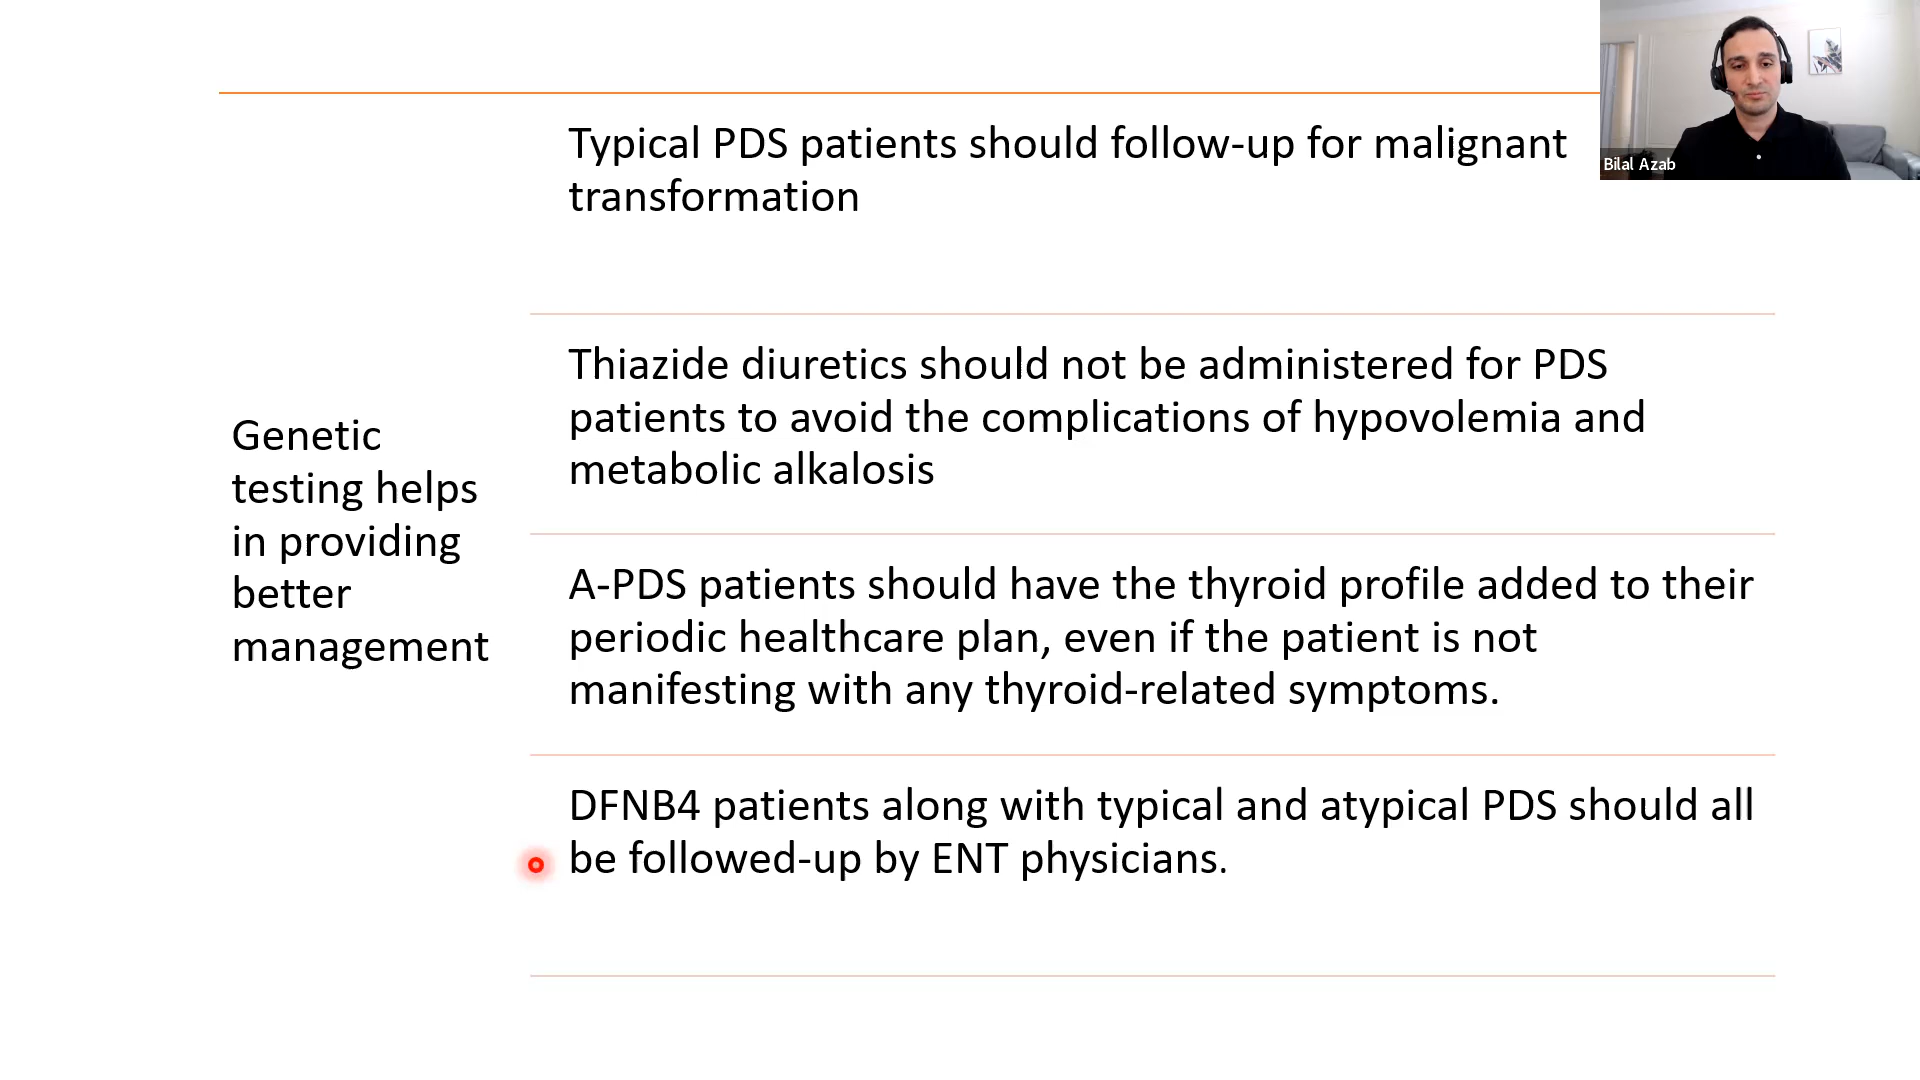 Typical PDS patients should follow-up for malignant
transformation
Bilal Azab
Thiazide diuretics should not be administered for PDS
patients to avoid the complications of hypovolemia and
metabolic alkalosis
Genetic
testing helps
in providing
better
management
A-PDS patients should have the thyroid profile added to their
periodic healthcare plan, even if the patient is not
manifesting with any thyroid-related symptoms.
DFNB4 patients along with typical and atypical PDS should all
be followed-up by ENT physicians.